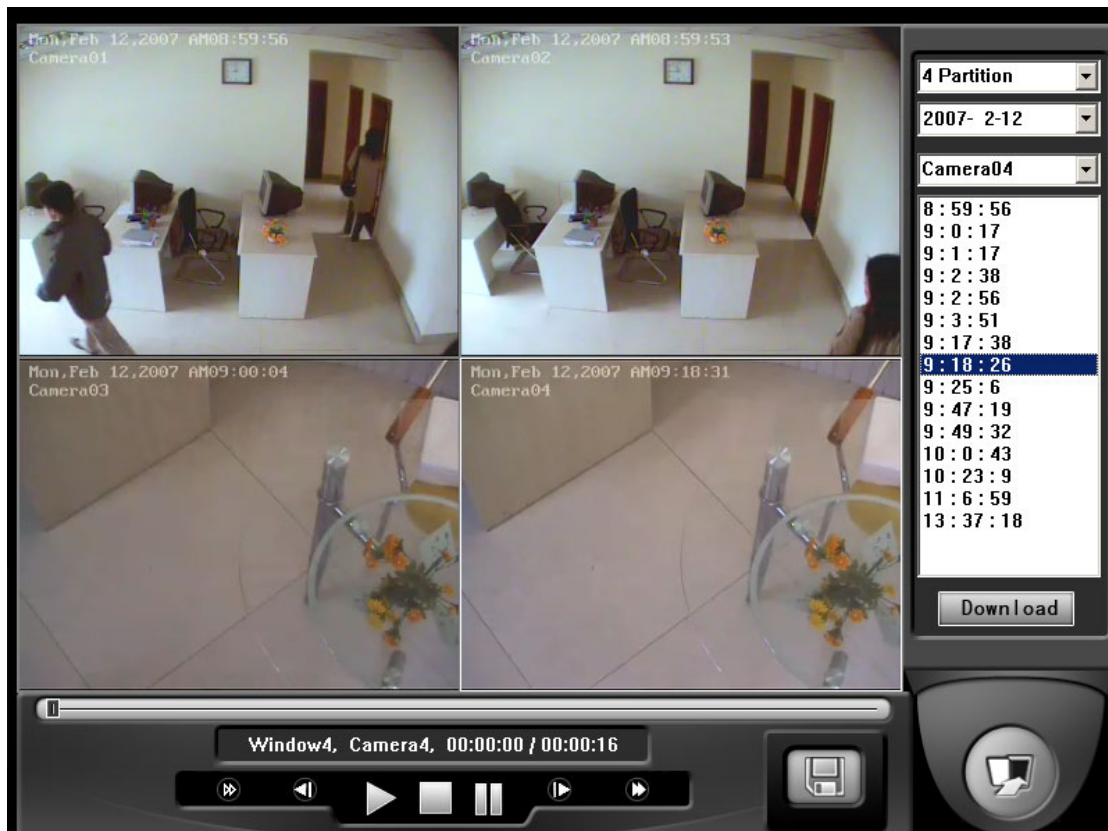 Mon,Feb 12,2007 AM08:59:56
Camera01
Mon,Feb 12,2007 AM08:59:53
Camera02
Mon,Feb 12,2007 AM09:00:04
Camera03
Mon,Feb 12,2007 AM09:18:31
Camera04
4 Partition
2007- 2-12
Camera04
8 : 59 : 56
9 : 0 : 17
9 : 1 : 17
9 : 2 : 38
9 : 2 : 56
9 : 3 : 51
9 : 17 : 38
9 : 18 : 26
9 : 25 : 6
9 : 47 : 19
9 : 49 : 32
10 : 0 : 43
10 : 23 : 9
11 : 6 : 59
13 : 37 : 18
Download
Window4, Camera4, 00:00:00 / 00:00:16